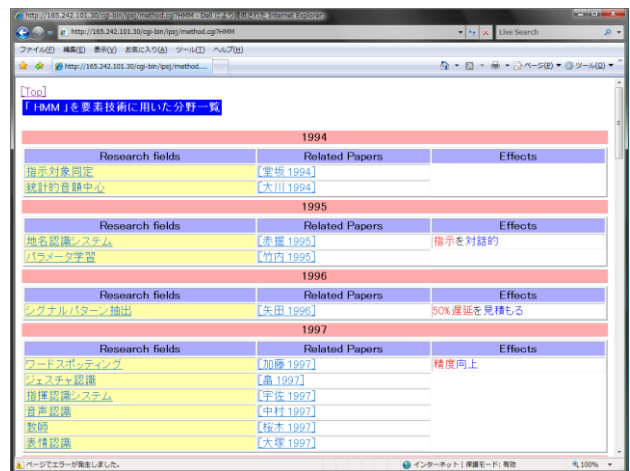 http://165.242.101.30/cgi-bin/ipsj/method.cgi?HMM - Dell により提供された Internet Explorer
http://165.242.101.30/cgi-bin/ipsj/method.cgi?HMM
Live Search
ファイル(F) 編集(E) 表示(V) お気に入り(A) ツール(T) ヘルプ(H)
http://165.242.101.30/cgi-bin/ipsj/method....
ページ(P) ツール(O)
[Top]
「 HMM 」を要素技術に用いた分野一覧
1994
Research fields Related Papers Effects
指示対象同定 [堂坂 1994]
統計的音韻中心 [大川 1994]
1995
Research fields Related Papers Effects
地名認識システム [赤堀 1995] 指示を対話的
パラメータ学習 [竹内 1995]
1996
Research fields Related Papers Effects
シグナルパターン抽出 [矢田 1996] 50%遅延を見積もる
1997
Research fields Related Papers Effects
ワードスポッティング [加藤 1997] 精度向上
ジェスチャ認識 [畠 1997]
指揮認識システム [宇佐 1997]
音声認識 [中村 1997]
教師 [桜木 1997]
表情認識 [大塚 1997]
ページでエラーが発生しました。
インターネット | 保護モード: 有効
100%